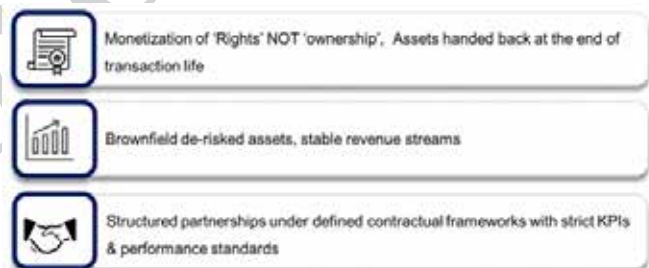 Monetization of 'Rights' NOT 'ownership', Assets handed back at the end of
transaction life
Brownfield de-risked assets, stable revenue streams
Structured partnerships under defined contractual frameworks with strict KPIs
& performance standards